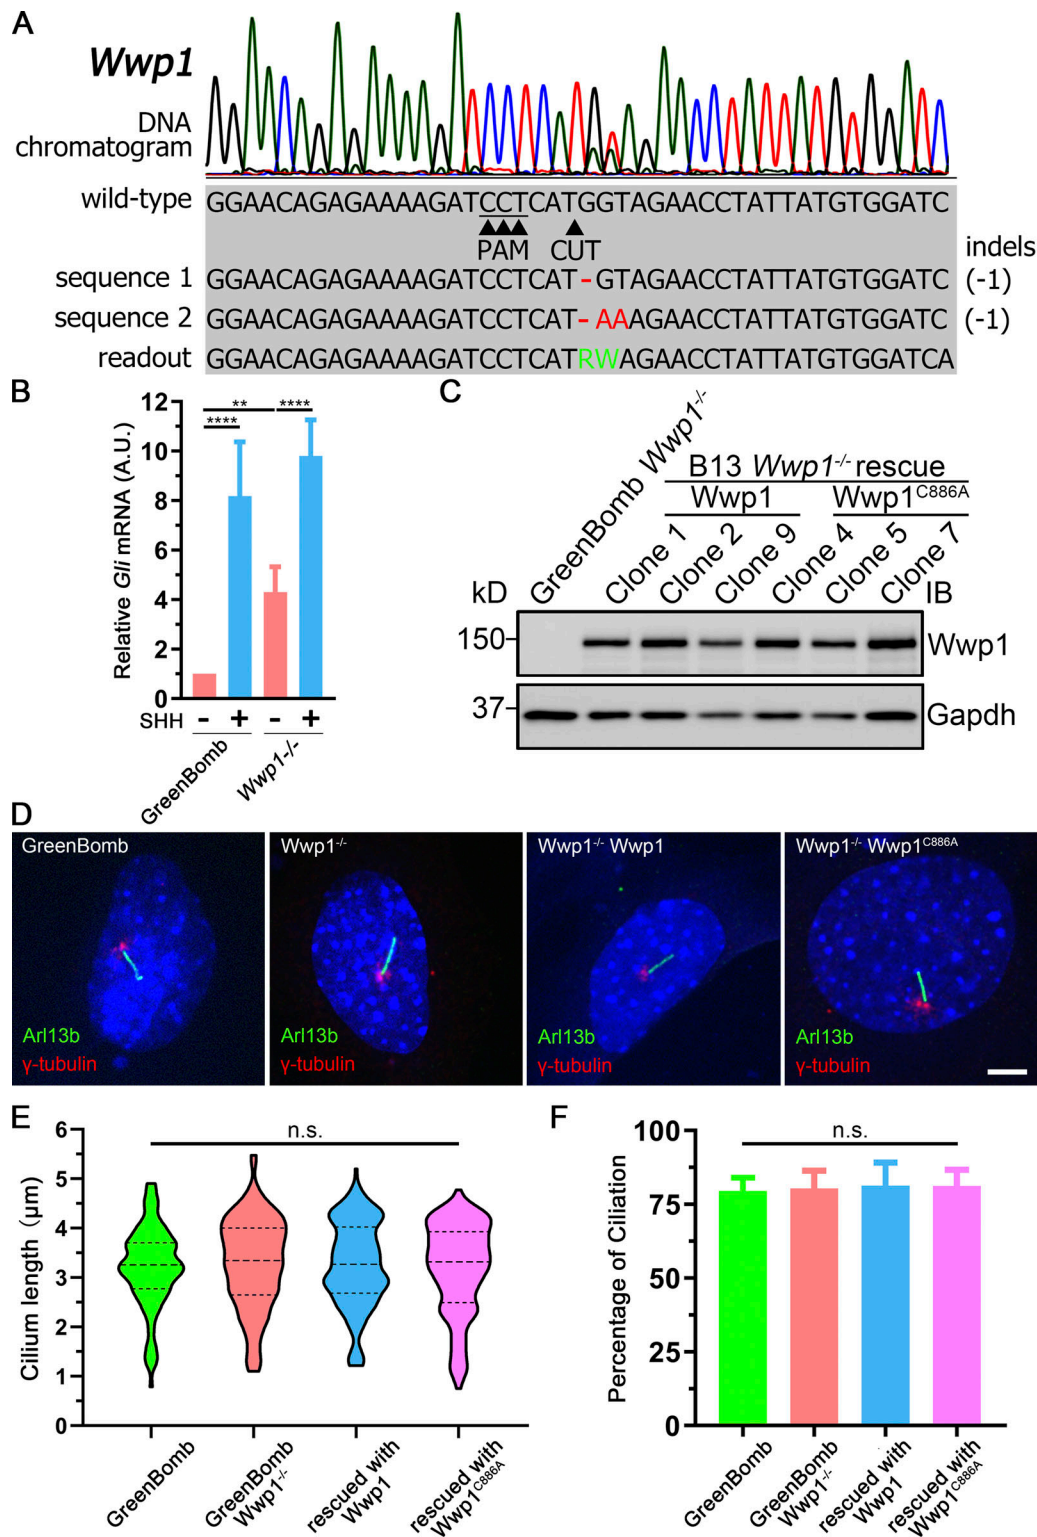 A
Wwp1
DNA
chromatogram
wild-type GGAACAGAGAAAAGATCCTCATGGTAGAACCTATTATGTGGATC
PAM CUT indels
sequence 1 GGAACAGAGAAAAGATCCTCAT-GTAGAACCTATTATGTGGATC (-1)
sequence 2 GGAACAGAGAAAAGATCCTCAT-AAAGAACCTATTATGTGGATC (-1)
readout GGAACAGAGAAAAGATCCTCATRWAGAACCTATTATGTGGATCA
B
Relative Gli mRNA (A.U.)
12
10
8
6
4
2
0
** ****
****
SHH - + - +
GreenBomb Wwp1-/-
C
GreenBomb Wwp1-/-
B13 Wwp1-/- rescue
Wwp1 Wwp1C886A
Clone 1 Clone 2 Clone 9 Clone 4 Clone 5 Clone 7
kD IB
150 Wwp1
37 Gapdh
D
GreenBomb Wwp1-/- Wwp1-/- Wwp1 Wwp1-/- Wwp1C886A
Arl13b Arl13b Arl13b Arl13b
γ-tubulin γ-tubulin γ-tubulin γ-tubulin
E
Cilium length (μm)
6
5
4
3
2
1
0
n.s.
GreenBomb
GreenBomb
Wwp1-/-
rescued with
Wwp1
rescued with
Wwp1C886A
F
Percentage of Ciliation
100
75
50
25
0
n.s.
GreenBomb
GreenBomb
Wwp1-/-
rescued with
Wwp1
rescued with
Wwp1C886A